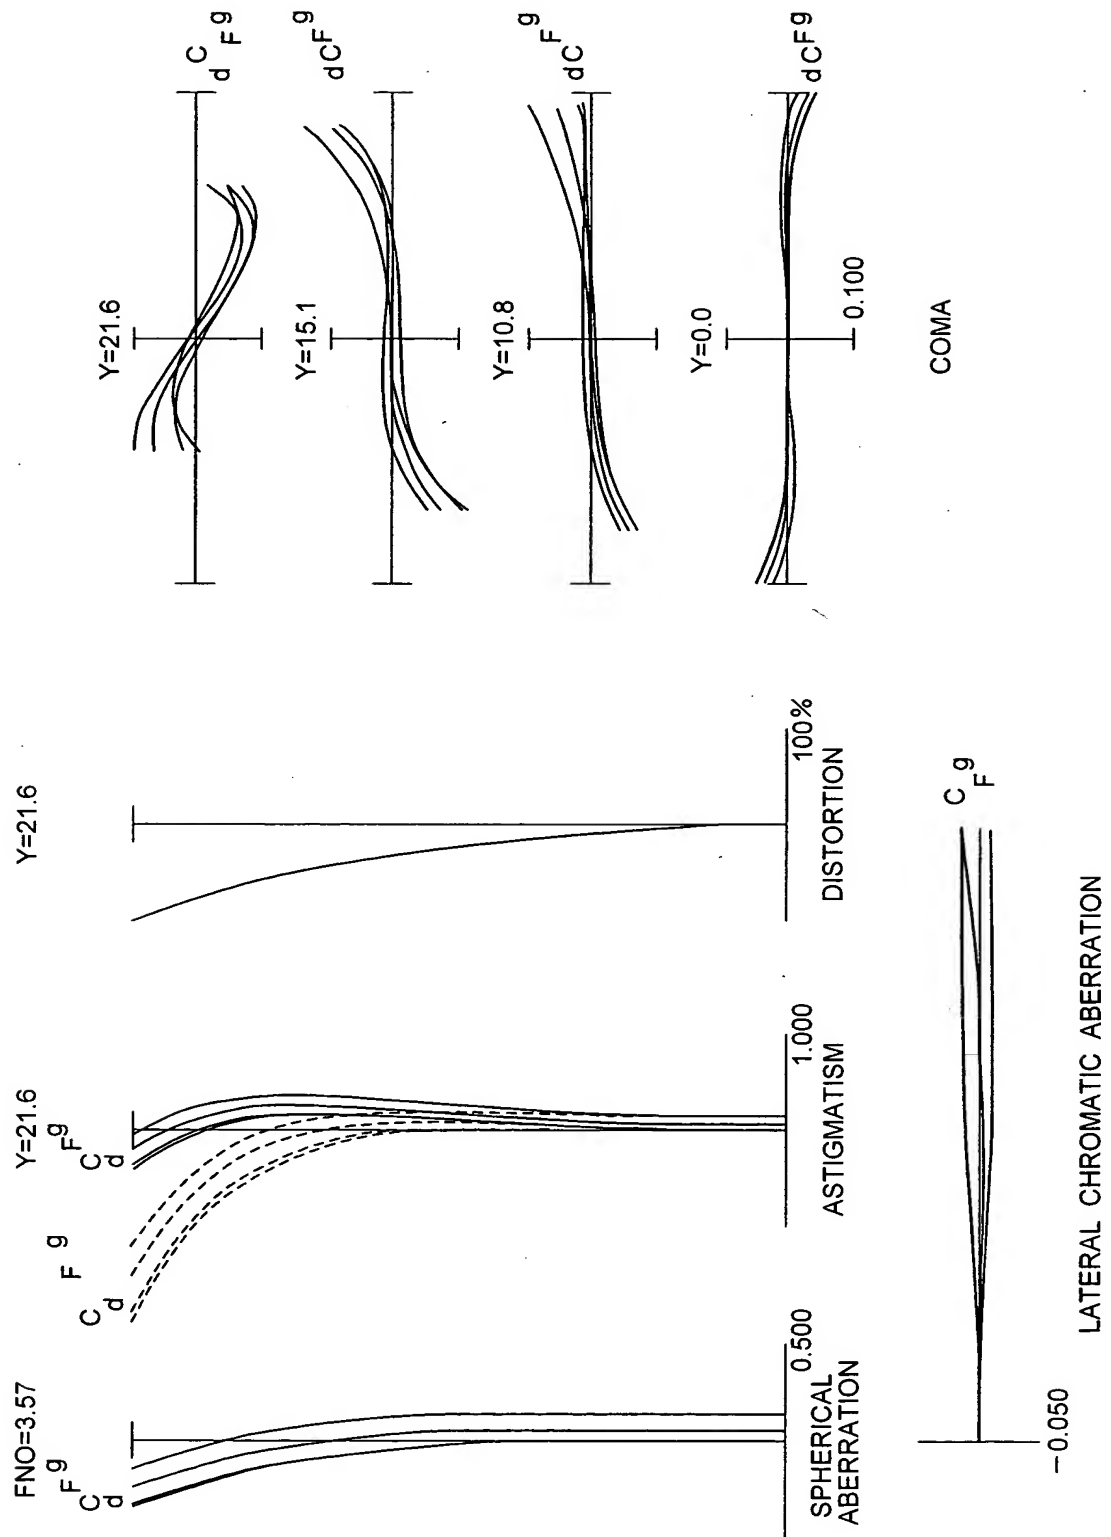 FNO=3.57
C
d
F
g
0.500
SPHERICAL
ABERRATION
Y=21.6
C
d
F
g
C
d
F
g
1.000
ASTIGMATISM
Y=21.6
100%
DISTORTION
Y=21.6
C
d
F
g
Y=15.1
d
C
F
g
Y=10.8
d
C
F
g
Y=0.0
d
C
F
g
0.100
COMA
−0.050
C
F
g
LATERAL CHROMATIC ABERRATION